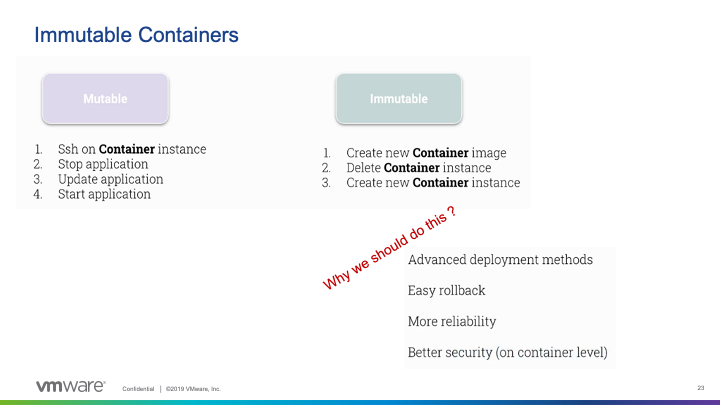 Immutable Containers
Mutable
Immutable
1. Ssh on Container instance
2. Stop application
3. Update application
4. Start application
1. Create new Container image
2. Delete Container instance
3. Create new Container instance
Why we should do this ?
Advanced deployment methods
Easy rollback
More reliability
Better security (on container level)
vmware®
Confidential | ©2019 VMware, Inc.
23